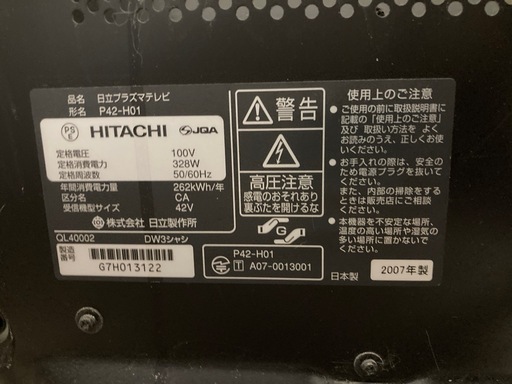 品名 日立プラズマテレビ
形名 P42-H01
PS E HITACHI JQA
定格電圧 100V
定格消費電力 328W
定格周波数 50/60Hz
年間消費電力量 262kWh/年
区分名 CA
受信機型サイズ 42V
株式会社 日立製作所
QL40002 DW3シャシ
製造番号 G7H013122
警告
高圧注意
感電のおそれあり
裏ぶたを開けるな
G
P42-H01
T A07-0013001
使用上のご注意
・ご使用の前に取扱説明書に
記載の「使用上のご注意」
及び 取扱い方法を よく
お読みのうえ、正しくお使
いください。
・お手入れの際は、安全の
ため電源プラグを抜いて
ください。
また、内部の掃除をする
ときは販売店にご相談
ください。
・本機器を不安定な場所、
温度の高い場所や湿気の
多い場所に置かないで
ください。
日本製 2007年製